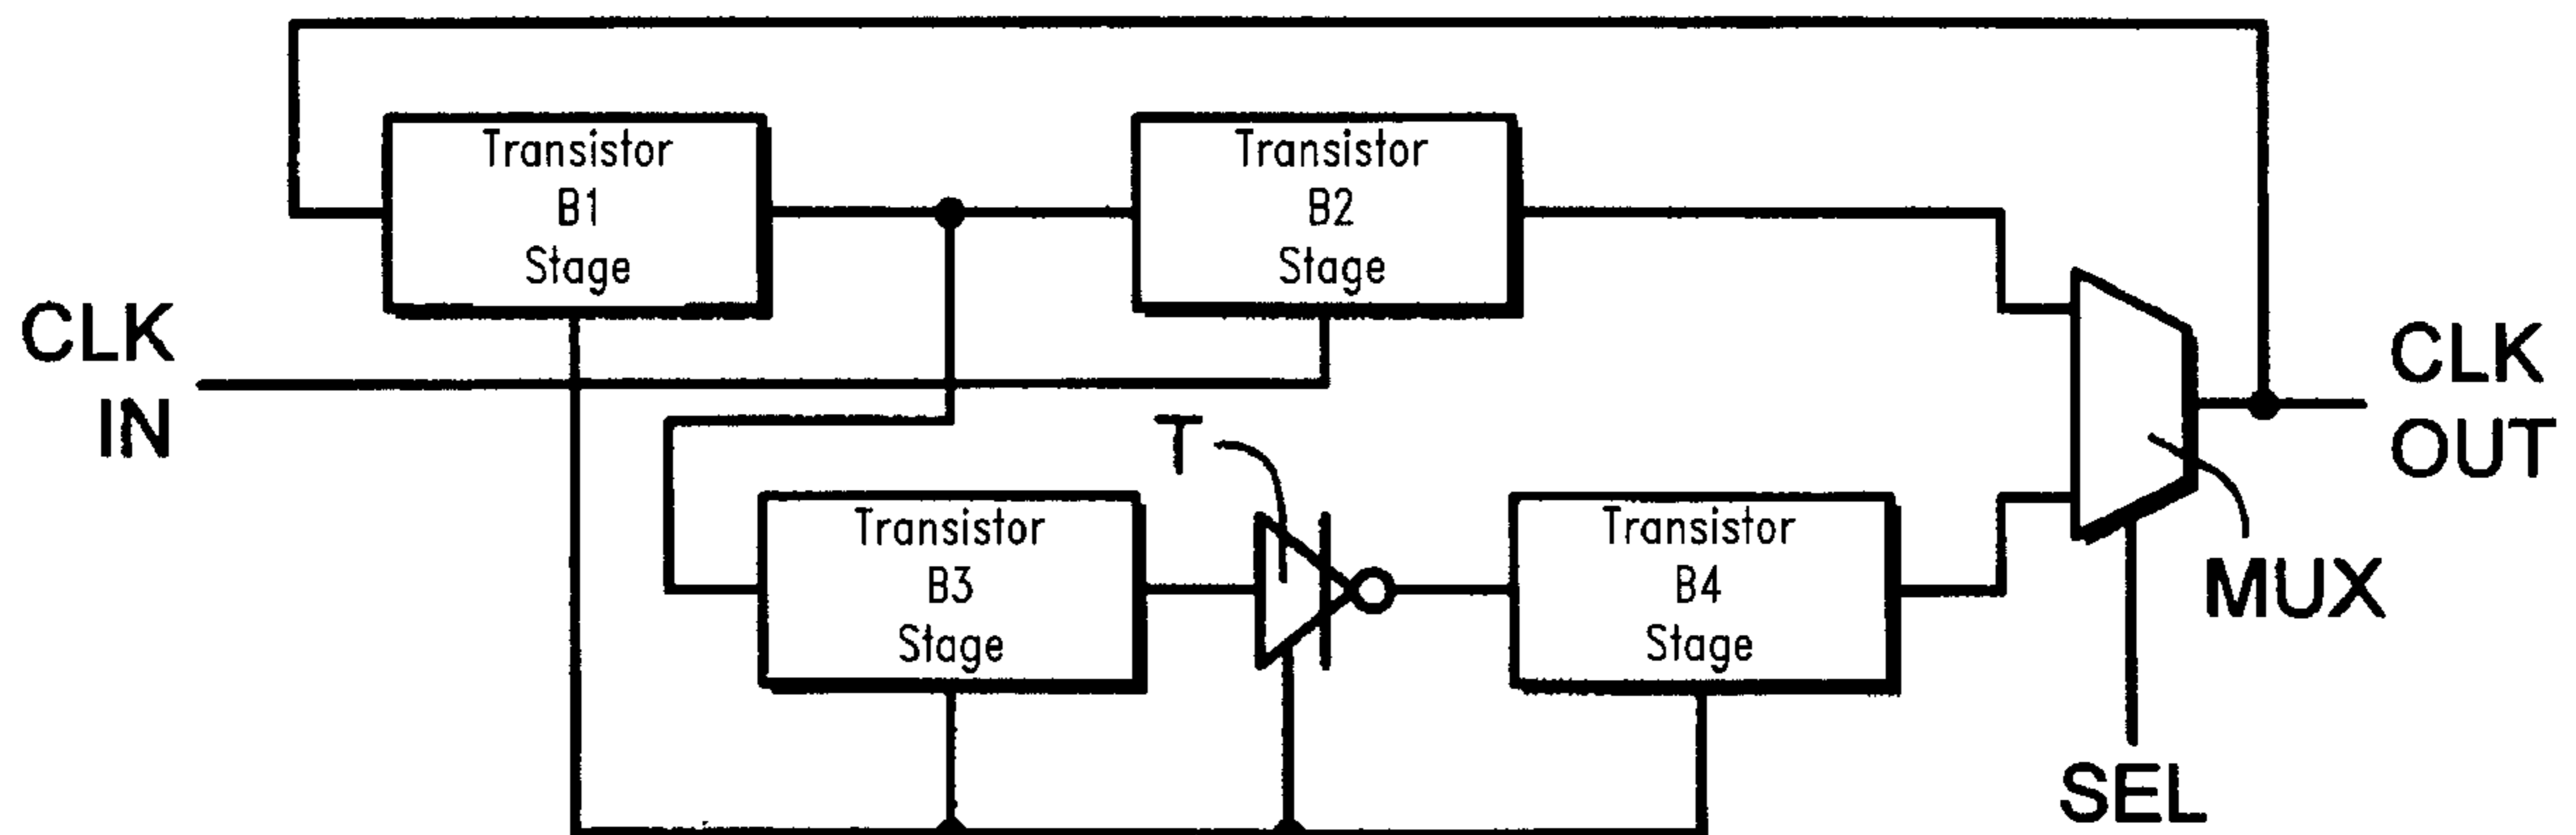 Transistor
B1
Stage
Transistor
B2
Stage
CLK
IN
CLK
OUT
T
Transistor
B3
Stage
Transistor
B4
Stage
MUX
SEL